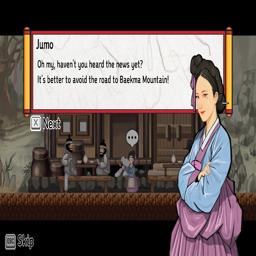 Jumo
Oh my, haven't you heard the news yet?
It's better to avoid the road to Baekma Mountain!
X Next
ESC Skip